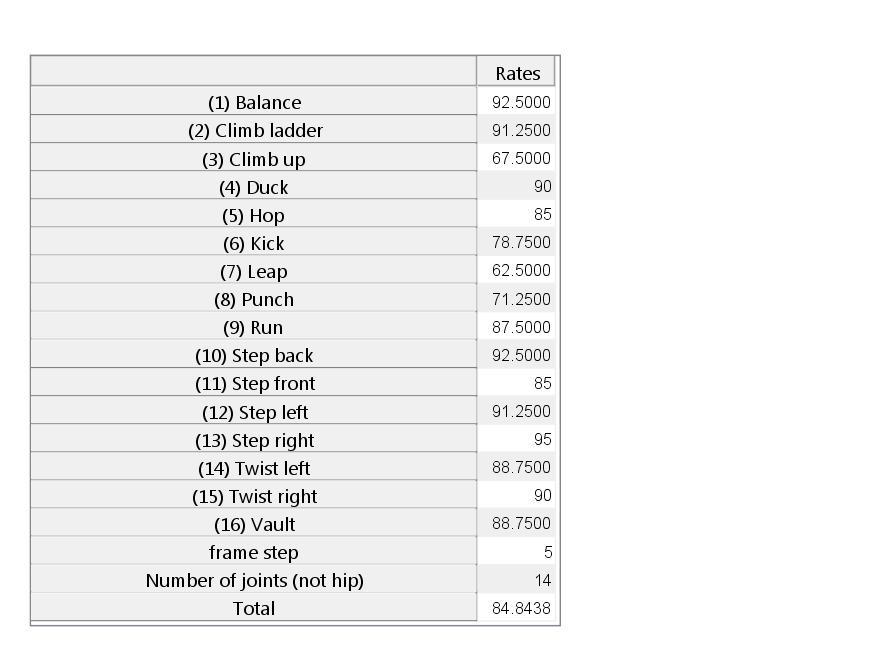 Rates
(1) Balance 92.5000
(2) Climb ladder 91.2500
(3) Climb up 67.5000
(4) Duck 90
(5) Hop 85
(6) Kick 78.7500
(7) Leap 62.5000
(8) Punch 71.2500
(9) Run 87.5000
(10) Step back 92.5000
(11) Step front 85
(12) Step left 91.2500
(13) Step right 95
(14) Twist left 88.7500
(15) Twist right 90
(16) Vault 88.7500
frame step 5
Number of joints (not hip) 14
Total 84.8438